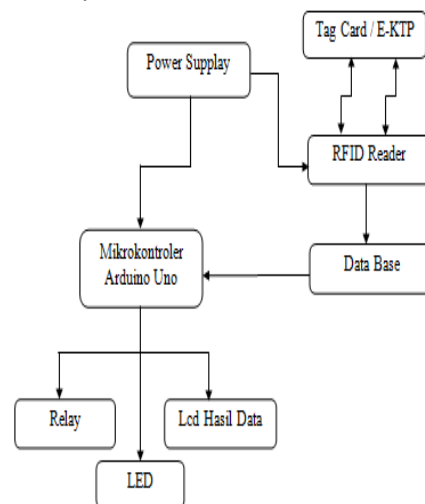 Tag Card / E-KTP
Power Supplay
RFID Reader
Mikrokontroler
Arduino Uno
Data Base
Relay
Lcd Hasil Data
LED